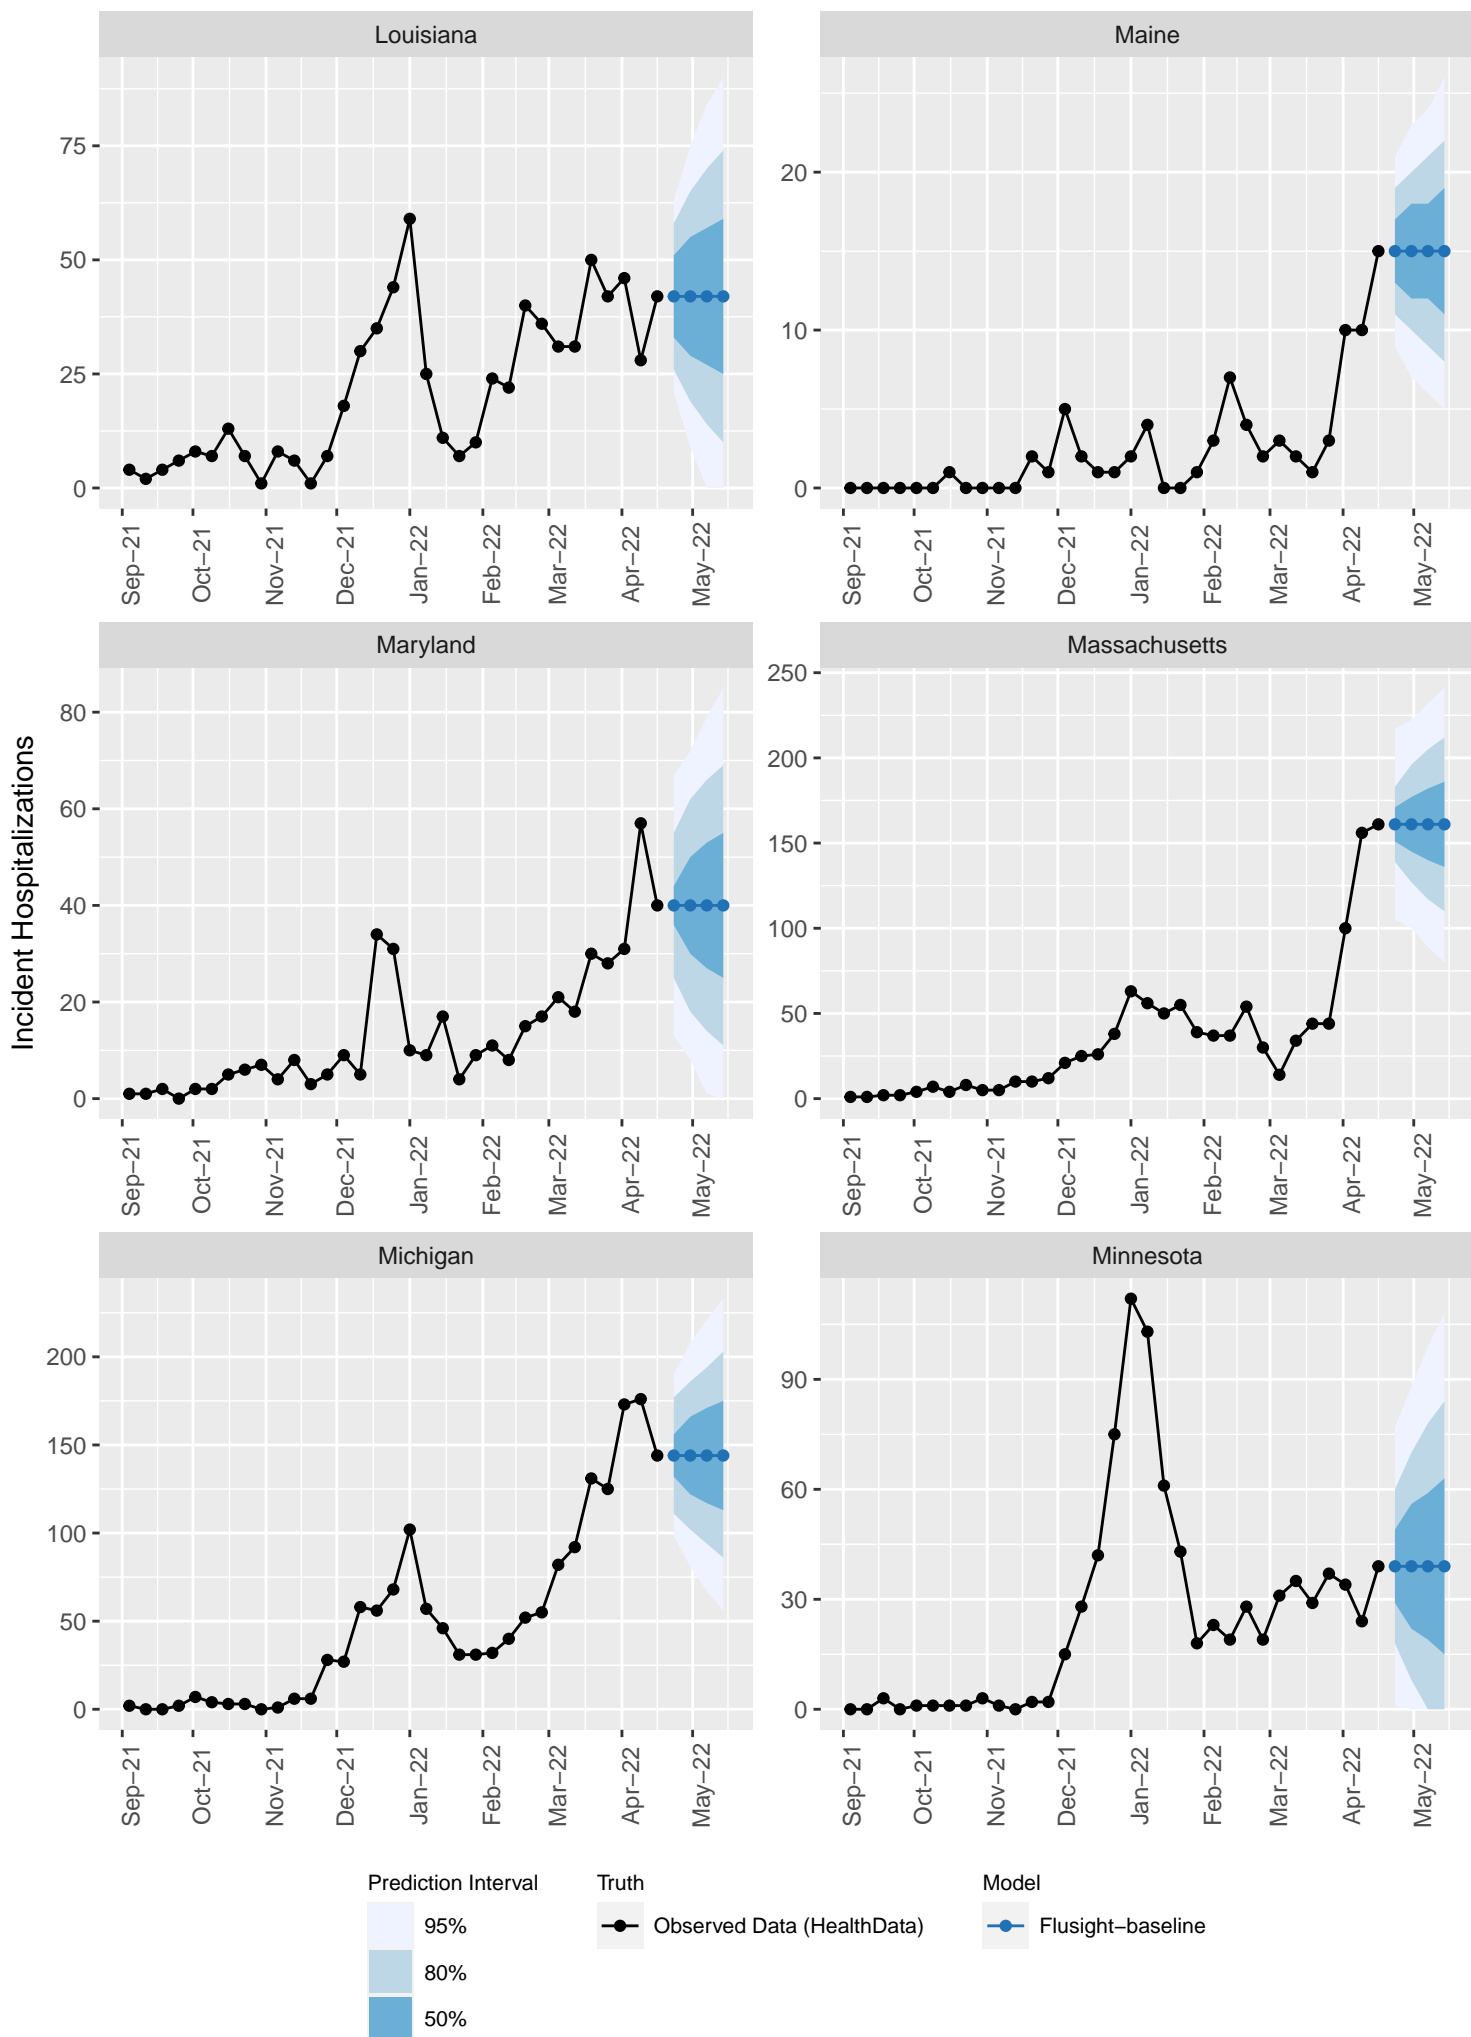 Louisiana
Maine
75
50
25
0
20
10
0
Sep−21
Oct−21
Nov−21
Dec−21
Jan−22
Feb−22
Mar−22
Apr−22
May−22
Sep−21
Oct−21
Nov−21
Dec−21
Jan−22
Feb−22
Mar−22
Apr−22
May−22
Maryland
Massachusetts
Incident Hospitalizations
80
60
40
20
0
250
200
150
100
50
0
Sep−21
Oct−21
Nov−21
Dec−21
Jan−22
Feb−22
Mar−22
Apr−22
May−22
Sep−21
Oct−21
Nov−21
Dec−21
Jan−22
Feb−22
Mar−22
Apr−22
May−22
Michigan
Minnesota
200
150
100
50
0
90
60
30
0
Sep−21
Oct−21
Nov−21
Dec−21
Jan−22
Feb−22
Mar−22
Apr−22
May−22
Sep−21
Oct−21
Nov−21
Dec−21
Jan−22
Feb−22
Mar−22
Apr−22
May−22
Prediction Interval
95%
80%
50%
Truth
Observed Data (HealthData)
Model
Flusight−baseline